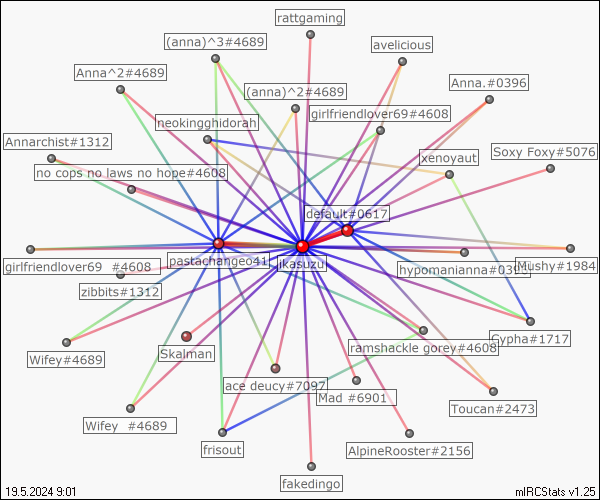 rattgaming
(anna)^3#4689
avelicious
Anna^2#4689
Anna.#0396
(anna)^2#4689
girlfriendlover69#4608
neokingghidorah
Annarchist#1312
Soxy Foxy#5076
xenoyaut
no cops no laws no hope#4608
default#0617
pastachangeo41
ikasuzu
girlfriendlover69 #4608
hypomanianna#0396
Mushy#1984
zibbits#1312
Cypha#1717
Wifey#4689
Skalman
ramshackle gorey#4608
ace deucy#7097
Mad #6901
Toucan#2473
Wifey #4689
frisout
AlpineRooster#2156
fakedingo
19.5.2024 9:01
mIRCStats v1.25